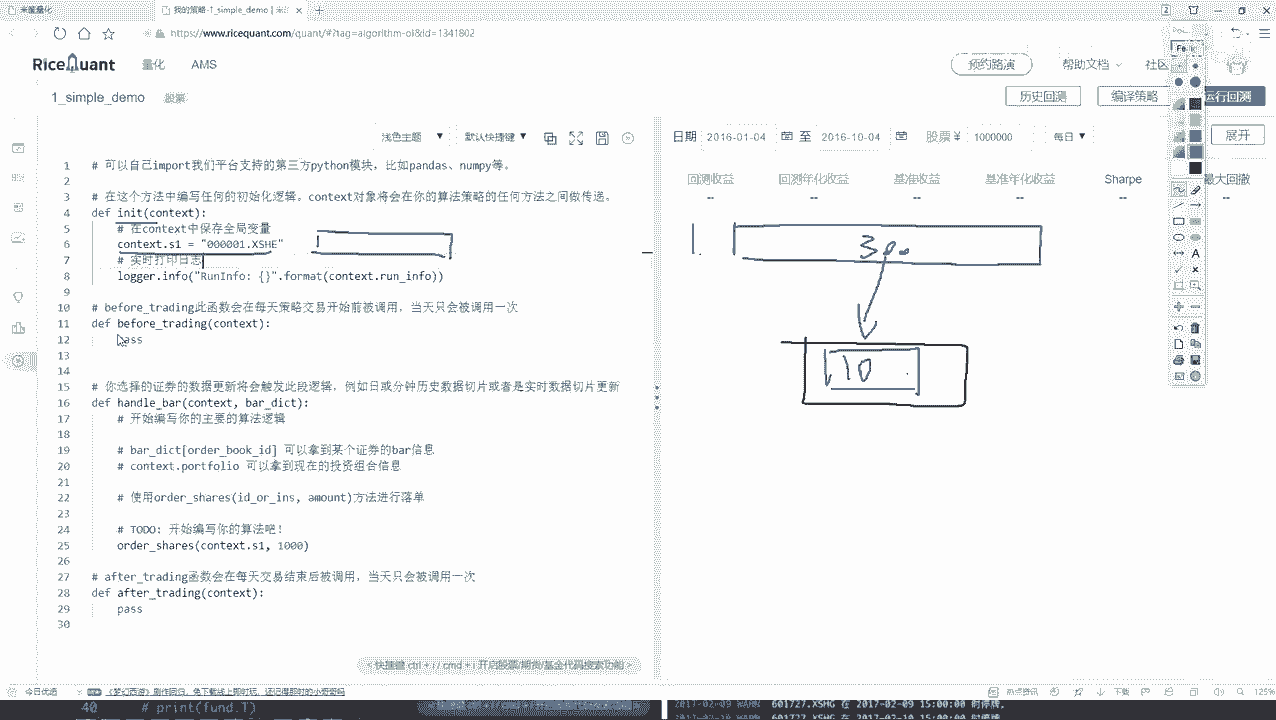 米筐量化
我的策略-1_simple_demo | 米
https://www.ricequant.com/quant/#?tag=algorithm-ol&id=1341802
RiceQuant 量化 AMS 预约路演 帮助文档 社区
1_simple_demo 股票 历史回测 编译策略 运行回测
浅色主题 默认快捷键 日期 2016-01-04 至 2016-10-04 股票 ¥ 1000000 每日 展开
回测收益 回测年化收益 基准收益 基准年化收益 Sharpe 最大回撤
-- -- -- -- -- --
1 # 可以自己import我们平台支持的第三方python模块，比如pandas、numpy等。
2
3 # 在这个方法中编写任何的初始化逻辑。context对象将会在你的算法策略的任何方法之间做传递。
4 def init(context):
5 # 在context中保存全局变量
6 context.s1 = "000001.XSHE"
7 # 实时打印日志
8 logger.info("RunInfo: {}".format(context.run_info))
9
10 # before_trading此函数会在每天策略交易开始前被调用，当天只会被调用一次
11 def before_trading(context):
12 pass
13
14
15 # 你选择的证券的数据更新将会触发此段逻辑，例如日或分钟历史数据切片或者是实时数据切片更新
16 def handle_bar(context, bar_dict):
17 # 开始编写你的主要的算法逻辑
18
19 # bar_dict[order_book_id] 可以拿到某个证券的bar信息
20 # context.portfolio 可以拿到现在的投资组合信息
21
22 # 使用order_shares(id_or_ins, amount)方法进行落单
23
24 # TODO: 开始编写你的算法吧！
25 order_shares(context.s1, 1000)
26
27 # after_trading函数会在每天交易结束后被调用，当天只会被调用一次
28 def after_trading(context):
29 pass
30
1.
300
10
快捷键 ctrl + i / cmd + i 开启股票/期货/基金代码搜索功能
今日优选 热点资讯 下载 125%
40 # print(fund.T)
2017-02-09 WARN 601727.XSHG 在 2017-02-09 15:00:00 时停牌。
2017-02-10 WARN 601727.XSHG 在 2017-02-10 15:00:00 时停牌。